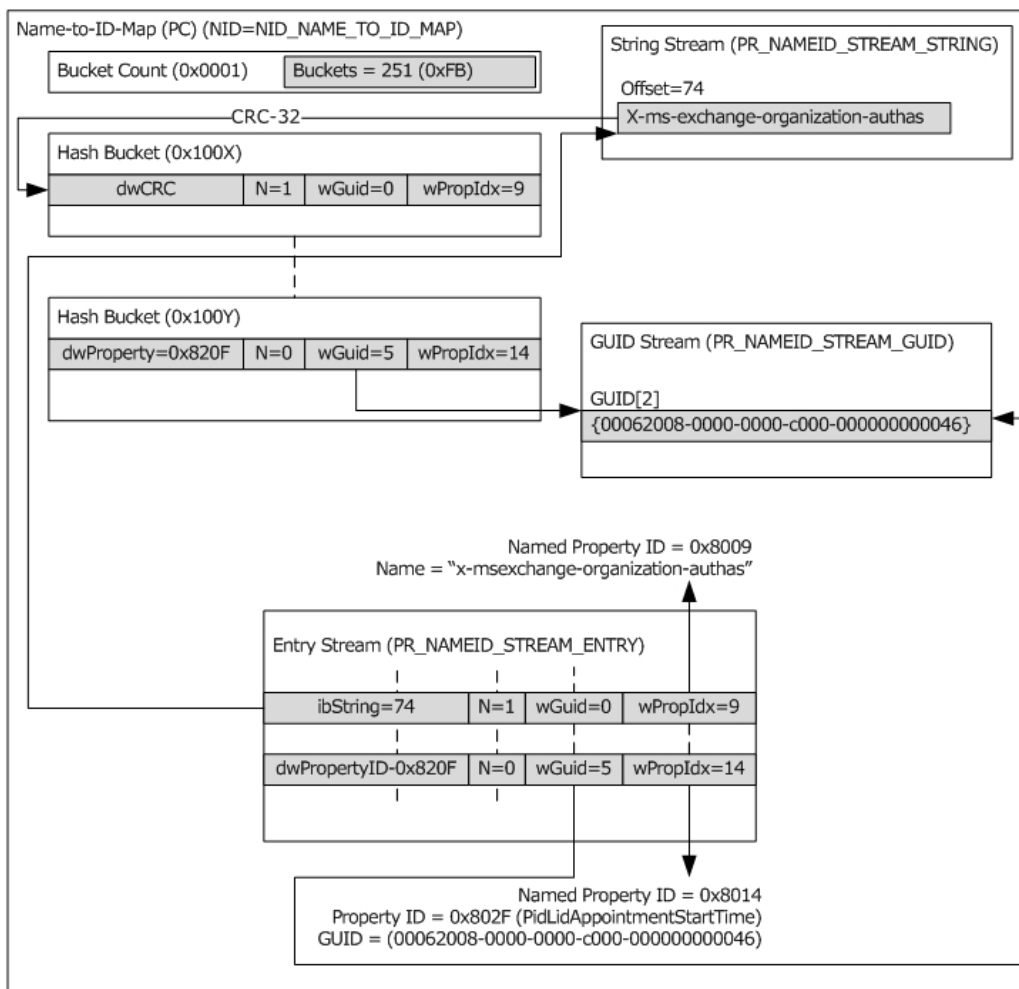 Name-to-ID-Map (PC) (NID=NID_NAME_TO_ID_MAP)
Bucket Count (0x0001)
Buckets = 251 (0xFB)
String Stream (PR_NAMEID_STREAM_STRING)
Offset=74
X-ms-exchange-organization-authas
CRC-32
Hash Bucket (0x100X)
dwCRC
N=1
wGuid=0
wPropIdx=9
Hash Bucket (0x100Y)
dwProperty=0x820F
N=0
wGuid=5
wPropIdx=14
GUID Stream (PR_NAMEID_STREAM_GUID)
GUID[2]
{00062008-0000-0000-c000-000000000046}
Named Property ID = 0x8009
Name = “x-msexchange-organization-authas”
Entry Stream (PR_NAMEID_STREAM_ENTRY)
ibString=74
N=1
wGuid=0
wPropIdx=9
dwPropertyID-0x820F
N=0
wGuid=5
wPropIdx=14
Named Property ID = 0x8014
Property ID = 0x802F (PidLidAppointmentStartTime)
GUID = (00062008-0000-0000-c000-000000000046)